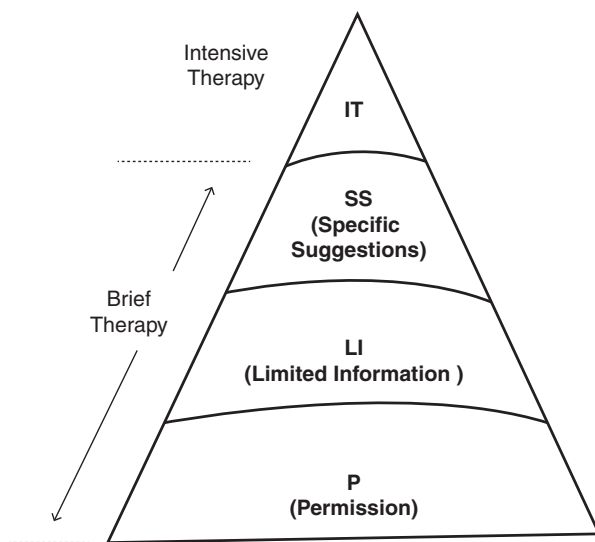 Intensive
Therapy
IT
SS
(Specific
Suggestions)
Brief
Therapy
LI
(Limited Information )
P
(Permission)